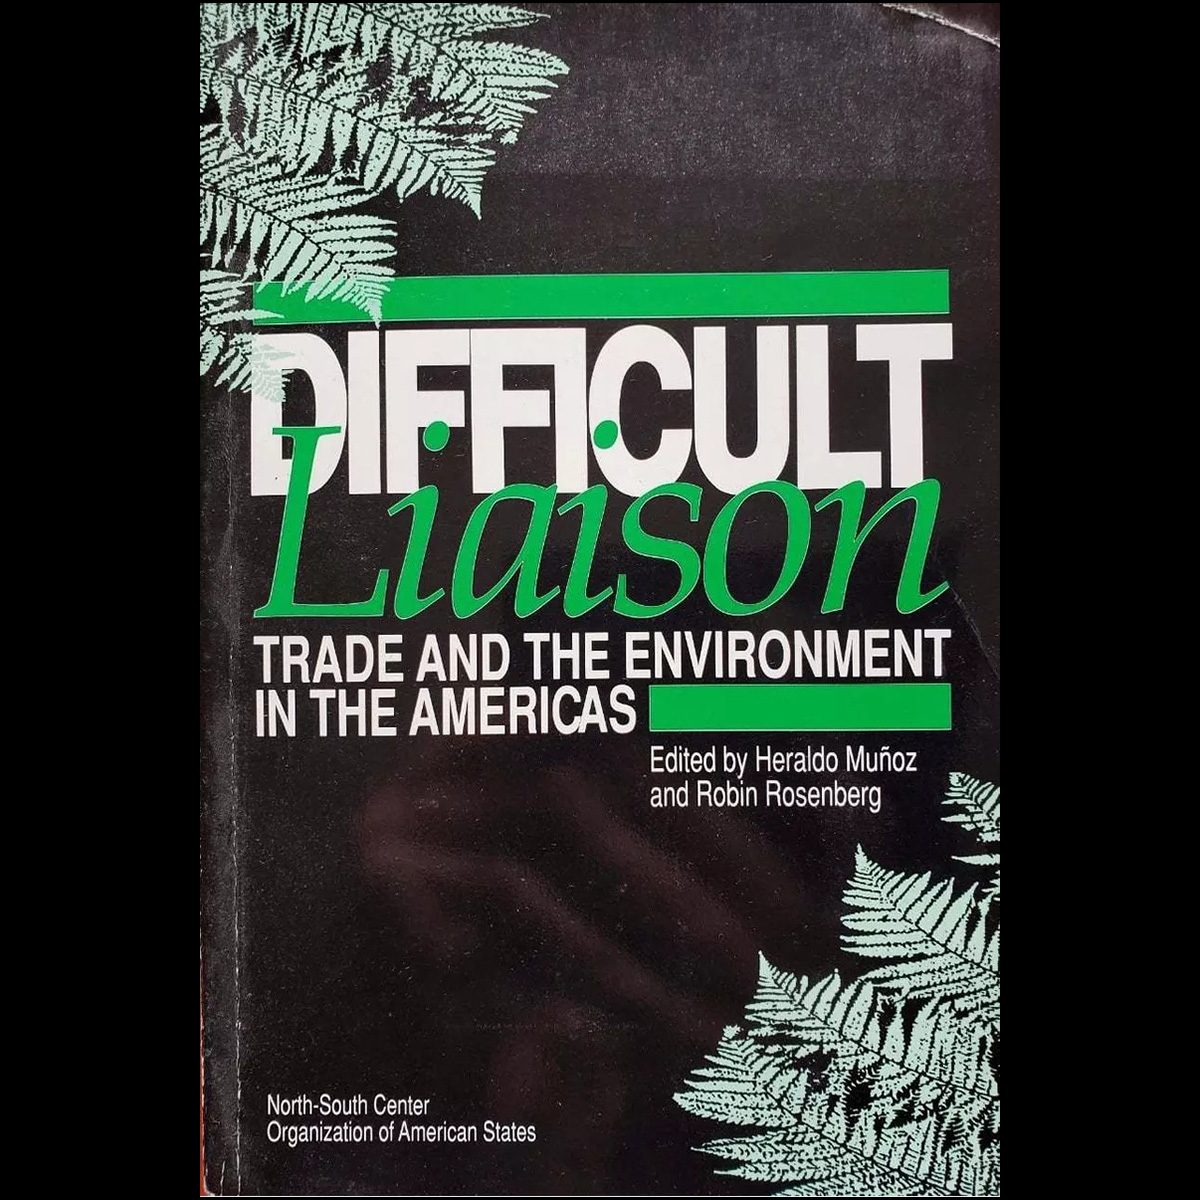 DIFFICULT
Liaison
TRADE AND THE ENVIRONMENT
IN THE AMERICAS
Edited by Heraldo Muñoz
and Robin Rosenberg
North-South Center
Organization of American States